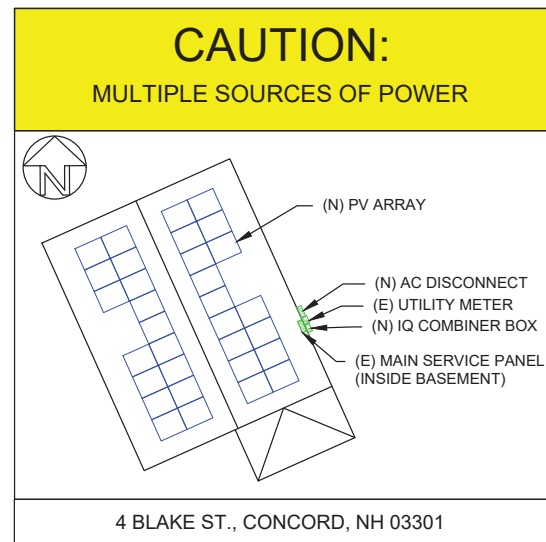 CAUTION:
MULTIPLE SOURCES OF POWER
N
(N) PV ARRAY
(N) AC DISCONNECT
(E) UTILITY METER
(N) IQ COMBINER BOX
(E) MAIN SERVICE PANEL
(INSIDE BASEMENT)
4 BLAKE ST., CONCORD, NH 03301